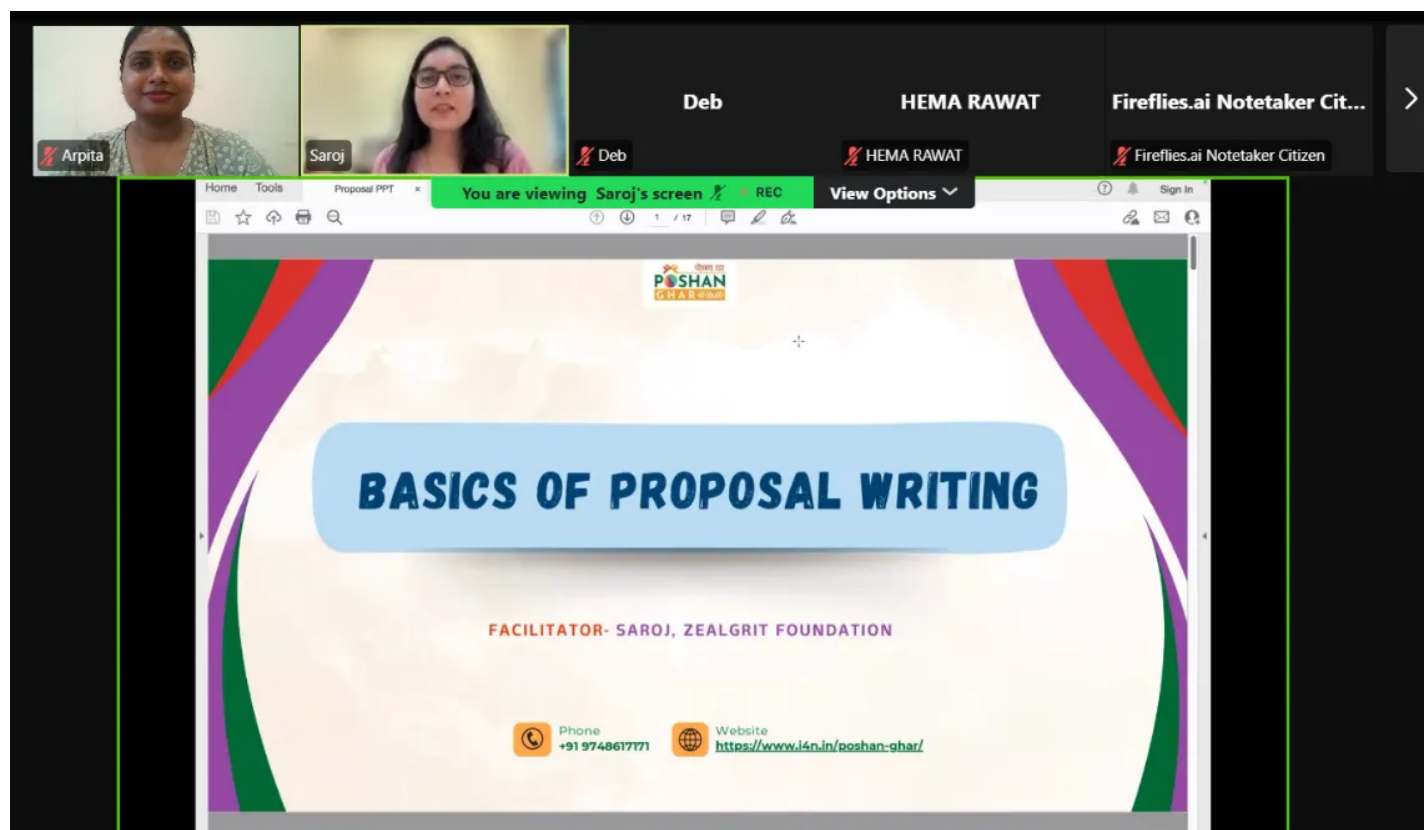 Deb
HEMA RAWAT
Fireflies.ai Notetaker Cit...
Arpita
Saroj
Deb
HEMA RAWAT
Fireflies.ai Notetaker Citizen
You are viewing Saroj's screen
REC
View Options
Home Tools Proposal PPT ×
Sign In
1 / 17
POSHAN
GHAR
BASICS OF PROPOSAL WRITING
FACILITATOR- SAROJ, ZEALGRIT FOUNDATION
Phone
+91 9748617171
Website
https://www.i4n.in/poshan-ghar/